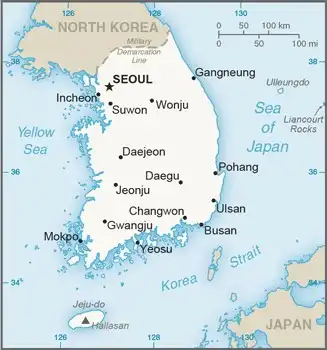 126
128
130
NORTH KOREA
0 50 100 km
0 50 100 mi
Military
Demarcation
Line
38
38
SEOUL
Gangneung
Incheon
Suwon
Wonju
Ulleungdo
Sea
of
Japan
Liancourt
Rocks
Yellow
Sea
Daejeon
36
36
Pohang
Daegu
Jeonju
Ulsan
Changwon
Gwangju
Busan
Mokpo
Yeosu
Korea Strait
34
34
Jeju-do
Hallasan
JAPAN
126
128
130